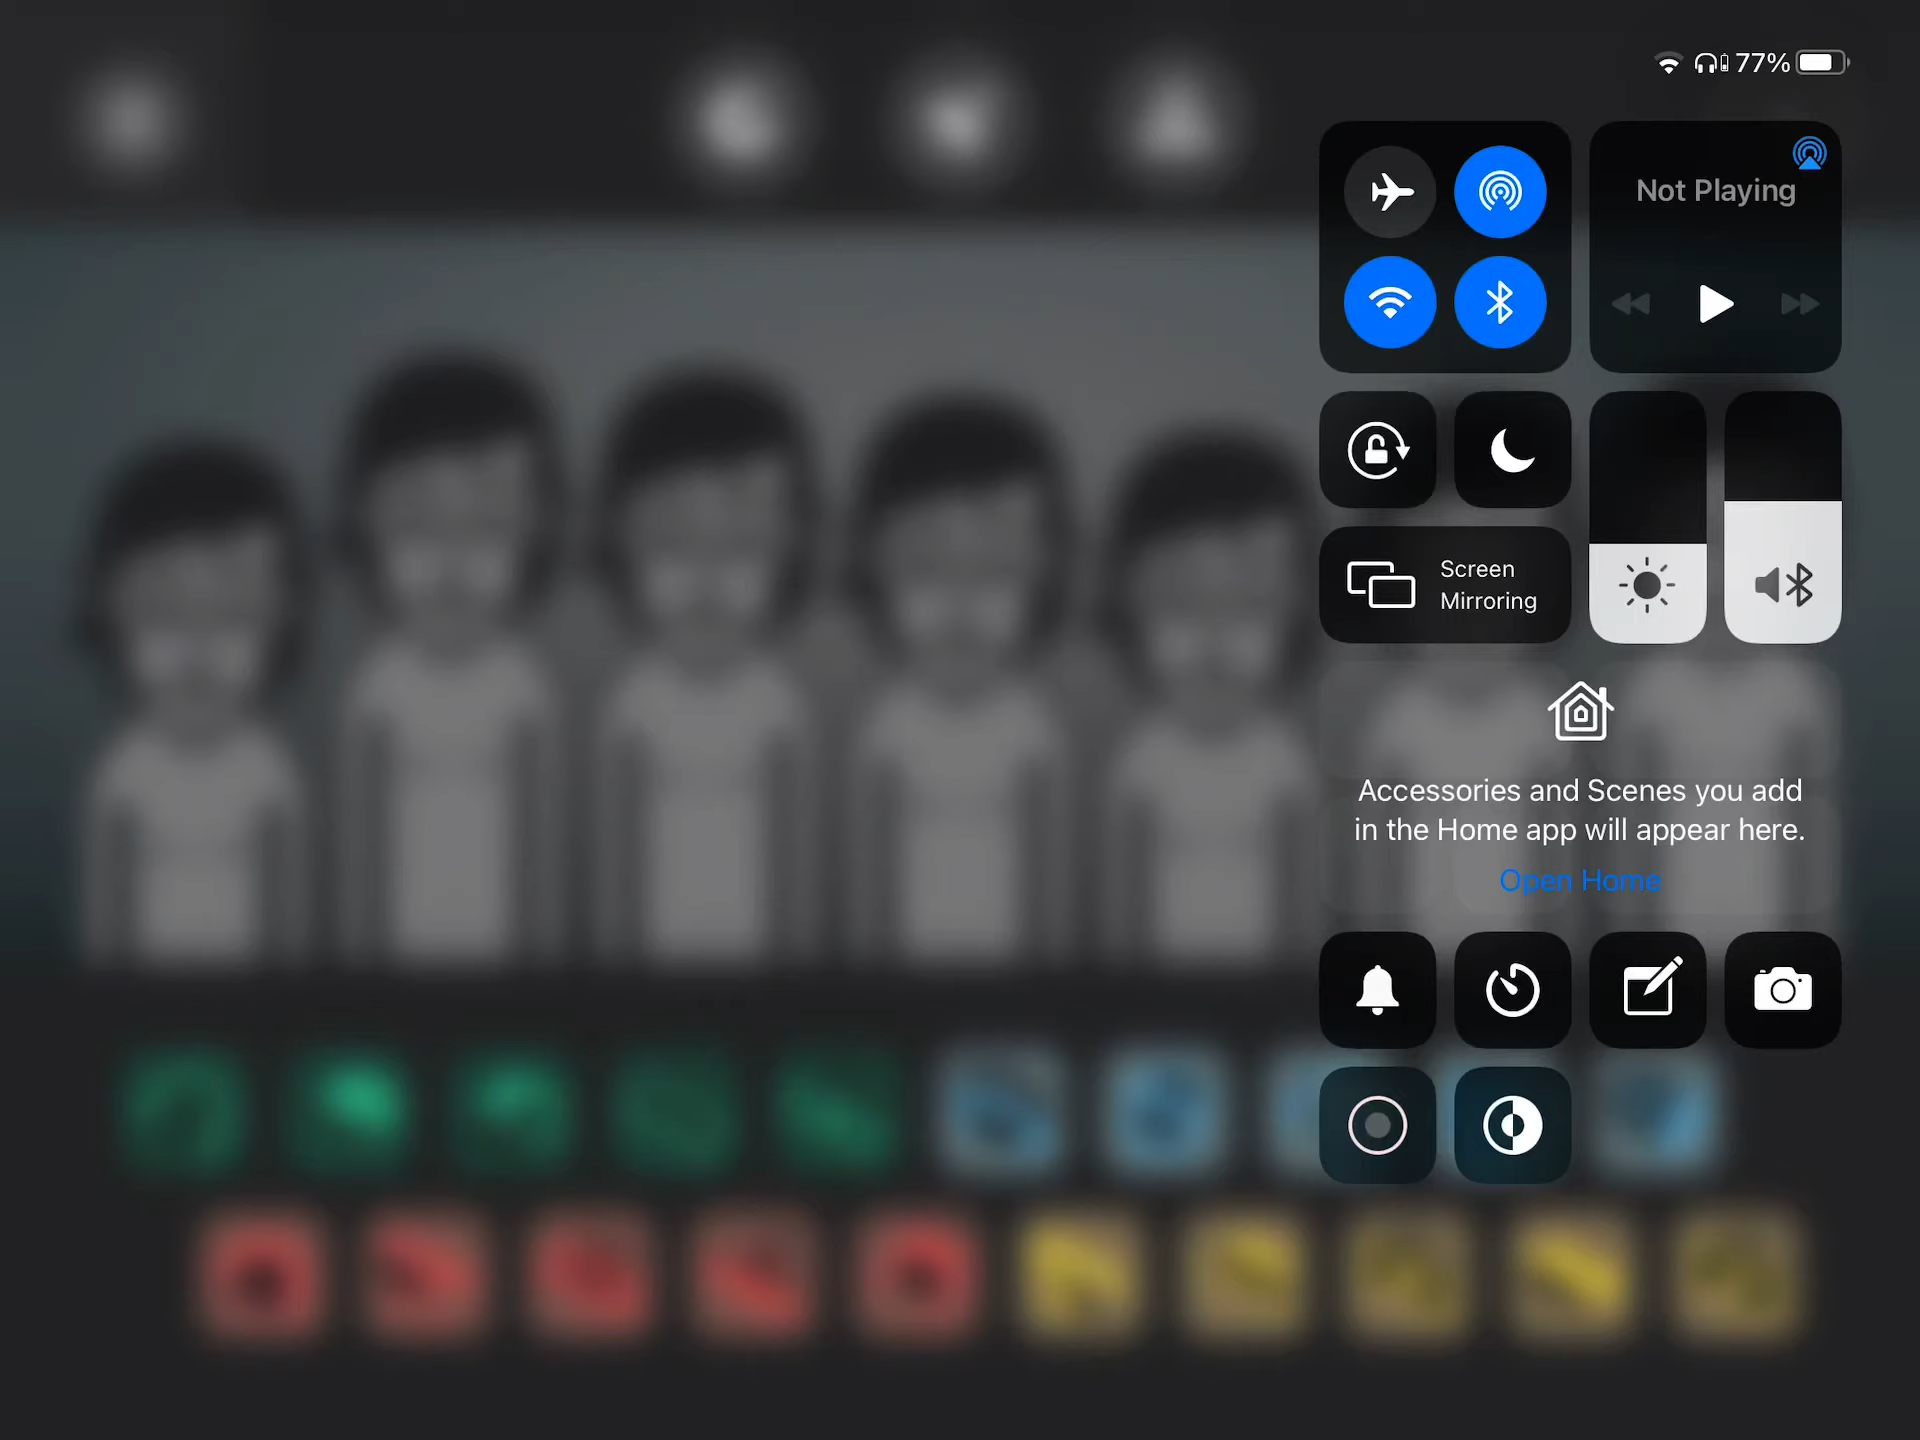 77%
Not Playing
Screen
Mirroring
Accessories and Scenes you add
in the Home app will appear here.
Open Home